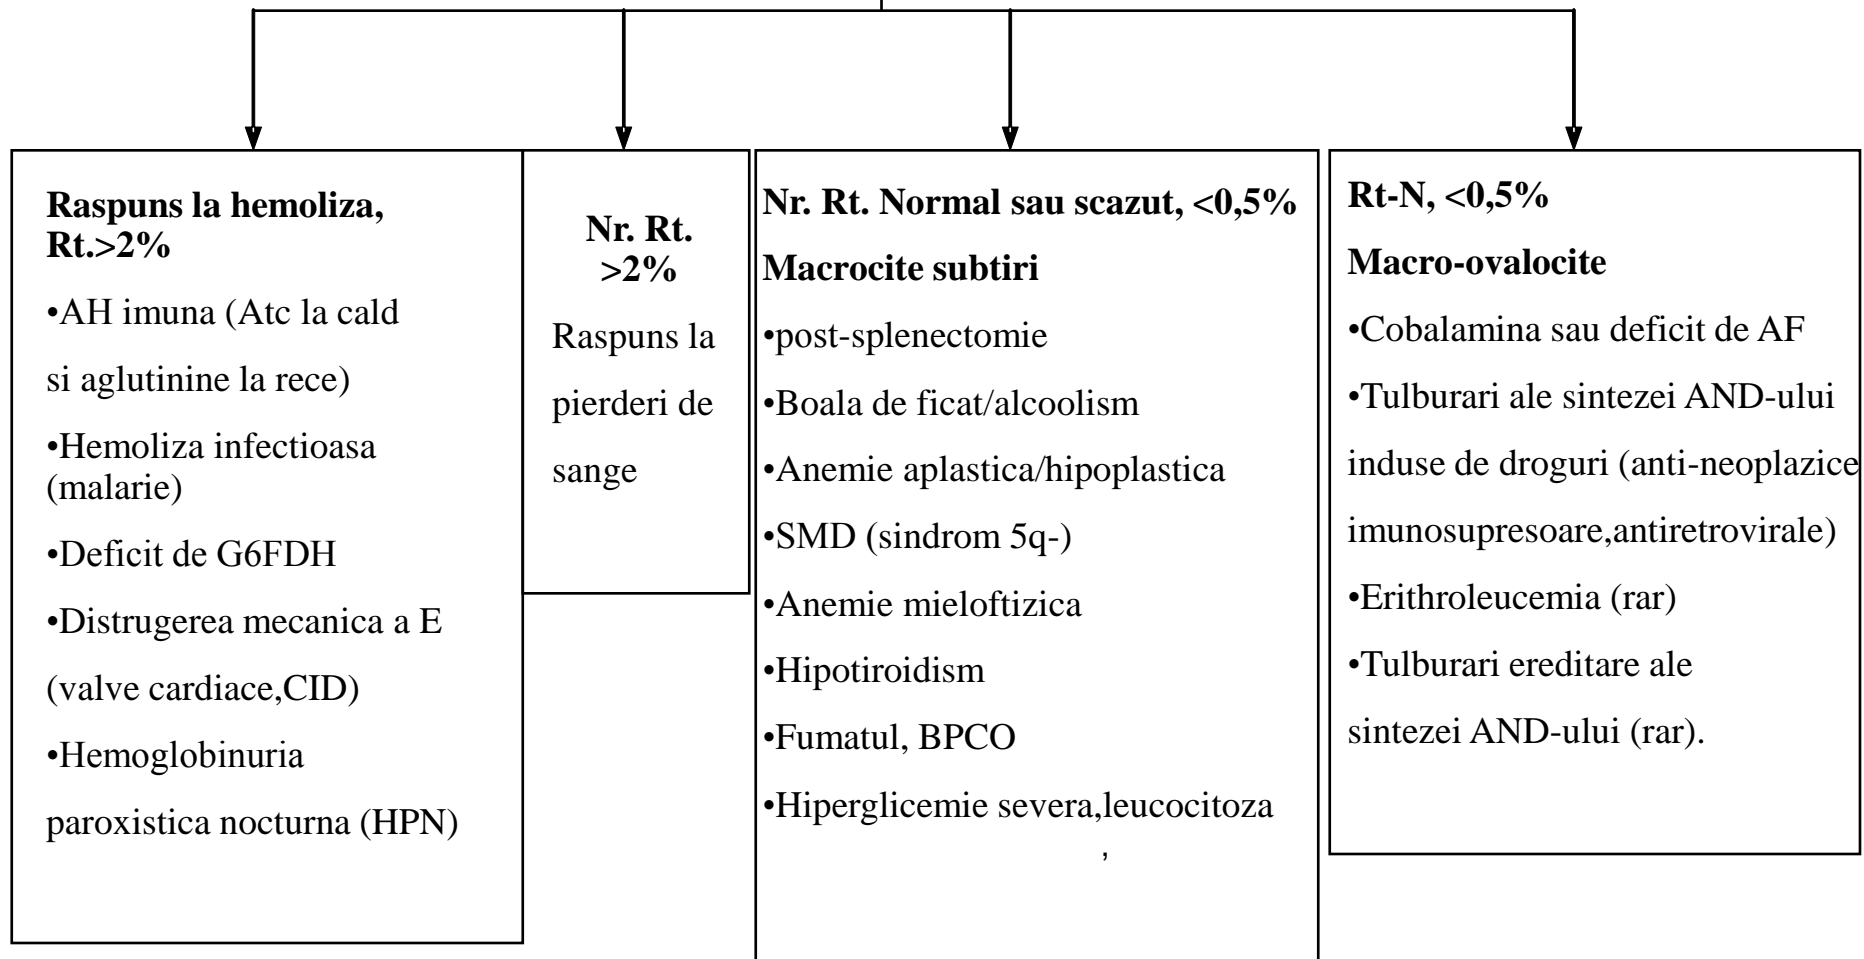 Raspuns la hemoliza,
Rt.>2%
•AH imuna (Atc la cald
si aglutinine la rece)
•Hemoliza infectioasa
(malarie)
•Deficit de G6FDH
•Distrugerea mecanica a E
(valve cardiace,CID)
•Hemoglobinuria
paroxistica nocturna (HPN)
Nr. Rt.
>2%
Raspuns la
pierderi de
sange
Nr. Rt. Normal sau scazut, <0,5%
Macrocite subtiri
•post-splenectomie
•Boala de ficat/alcoolism
•Anemie aplastica/hipoplastica
•SMD (sindrom 5q-)
•Anemie mieloftizica
•Hipotiroidism
•Fumatul, BPCO
•Hiperglicemie severa,leucocitoza
,
Rt-N, <0,5%
Macro-ovalocite
•Cobalamina sau deficit de AF
•Tulburari ale sintezei AND-ului
induse de droguri (anti-neoplazice
imunosupresoare,antiretrovirale)
•Erithroleucemia (rar)
•Tulburari ereditare ale
sintezei AND-ului (rar).